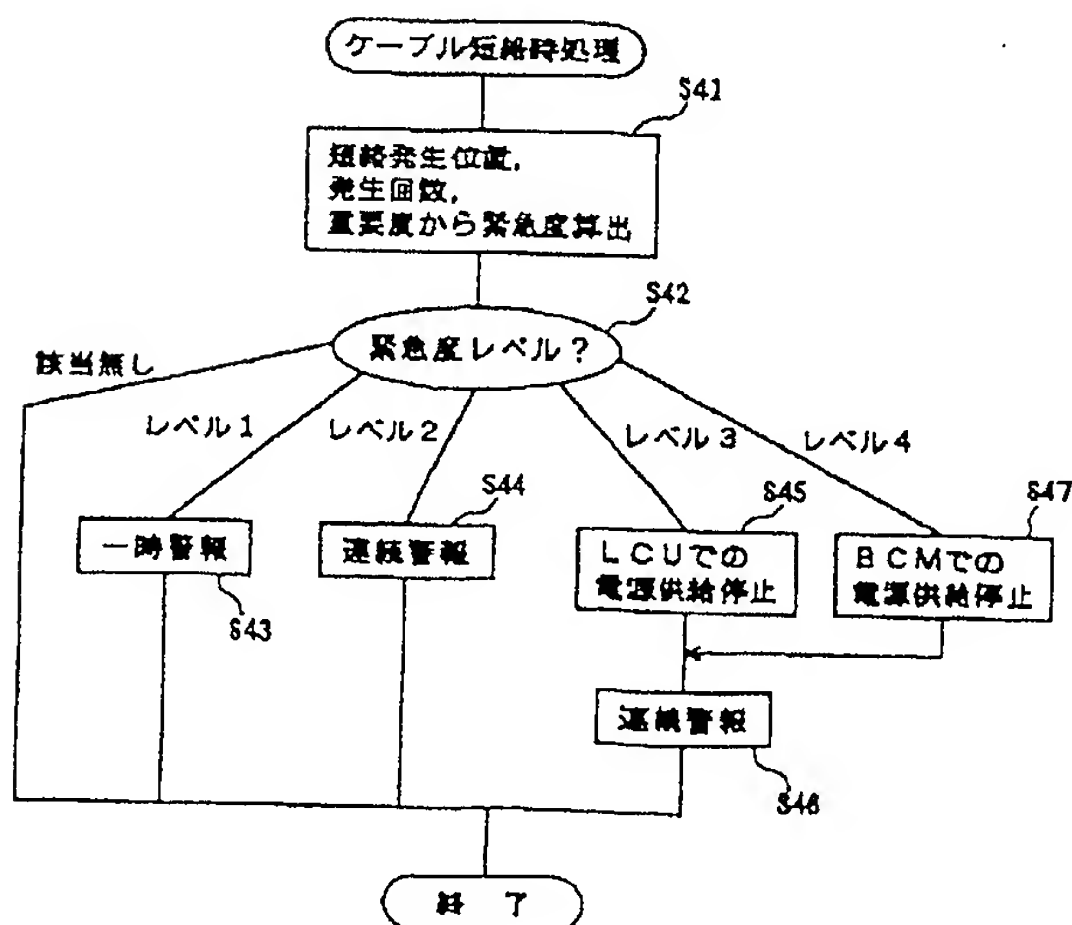 ケーブル短絡時処理
S41
短絡発生位置,
発生回数,
重要度から緊急度算出
S42
緊急度レベル?
該当無し
レベル1
レベル2
レベル3
レベル4
S44
S45
S47
一時警報
連続警報
LCUでの
電源供給停止
BCMでの
電源供給停止
S43
連続警報
S46
終 了